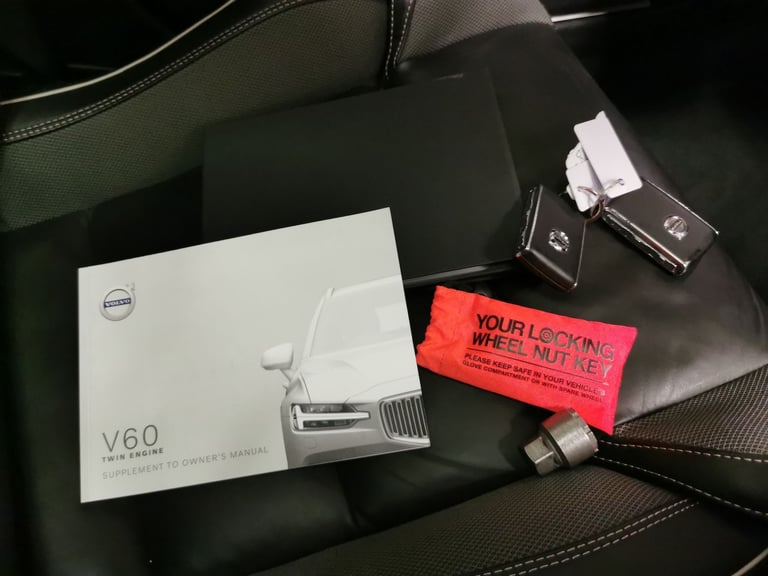 VOLVO
V60
TWIN ENGINE
SUPPLEMENT TO OWNER'S MANUAL
YOUR LOCKING
WHEEL NUT KEY
PLEASE KEEP SAFE IN YOUR VEHICLE'S
GLOVE COMPARTMENT OR WITH SPARE WHEEL